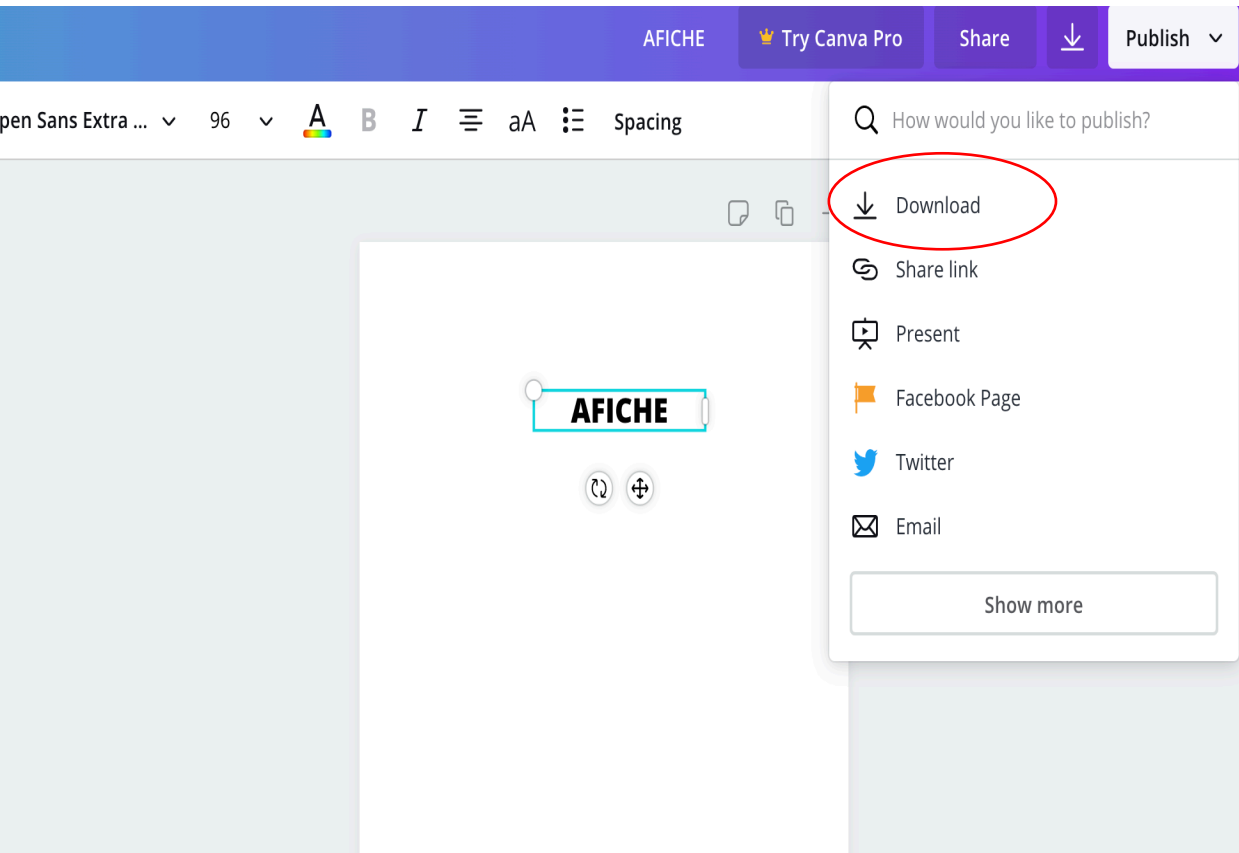 AFICHE
Try Canva Pro
Share
Publish
pen Sans Extra ...
96
A
B
I
aA
Spacing
How would you like to publish?
Download
Share link
Present
Facebook Page
Twitter
Email
Show more
AFICHE